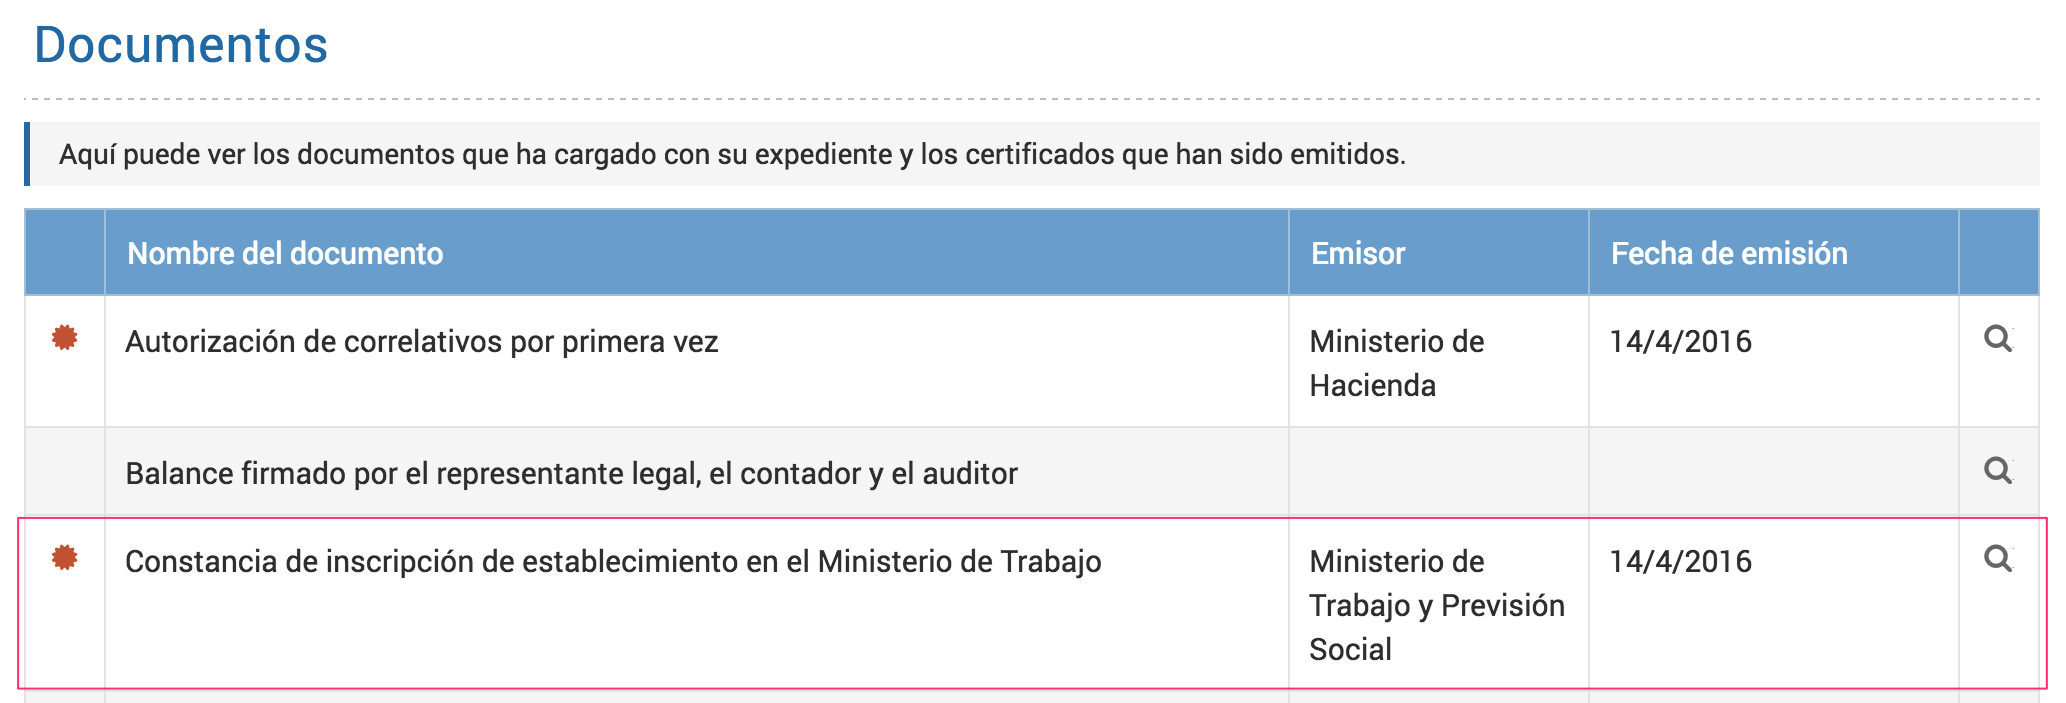 Documentos
Aquí puede ver los documentos que ha cargado con su expediente y los certificados que han sido emitidos.
Nombre del documento
Emisor
Fecha de emisión
Autorización de correlativos por primera vez
Ministerio de
Hacienda
14/4/2016
Balance firmado por el representante legal, el contador y el auditor
Constancia de inscripción de establecimiento en el Ministerio de Trabajo
Ministerio de
Trabajo y Previsión
Social
14/4/2016